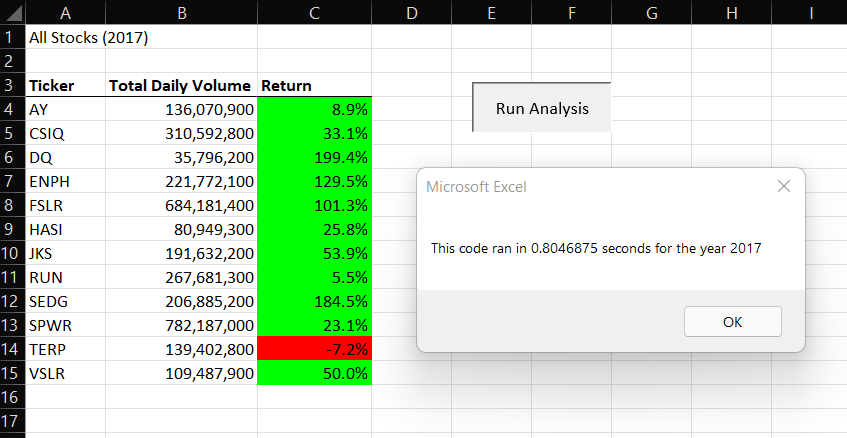 A B C D E F G H I
1 All Stocks (2017)
2
3 Ticker Total Daily Volume Return
4 AY 136,070,900 8.9%
Run Analysis
5 CSIQ 310,592,800 33.1%
6 DQ 35,796,200 199.4%
7 ENPH 221,772,100 129.5%
Microsoft Excel
8 FSLR 684,181,400 101.3%
9 HASI 80,949,300 25.8%
This code ran in 0.8046875 seconds for the year 2017
10 JKS 191,632,200 53.9%
11 RUN 267,681,300 5.5%
12 SEDG 206,885,200 184.5%
13 SPWR 782,187,000 23.1%
OK
14 TERP 139,402,800 -7.2%
15 VSLR 109,487,900 50.0%
16
17